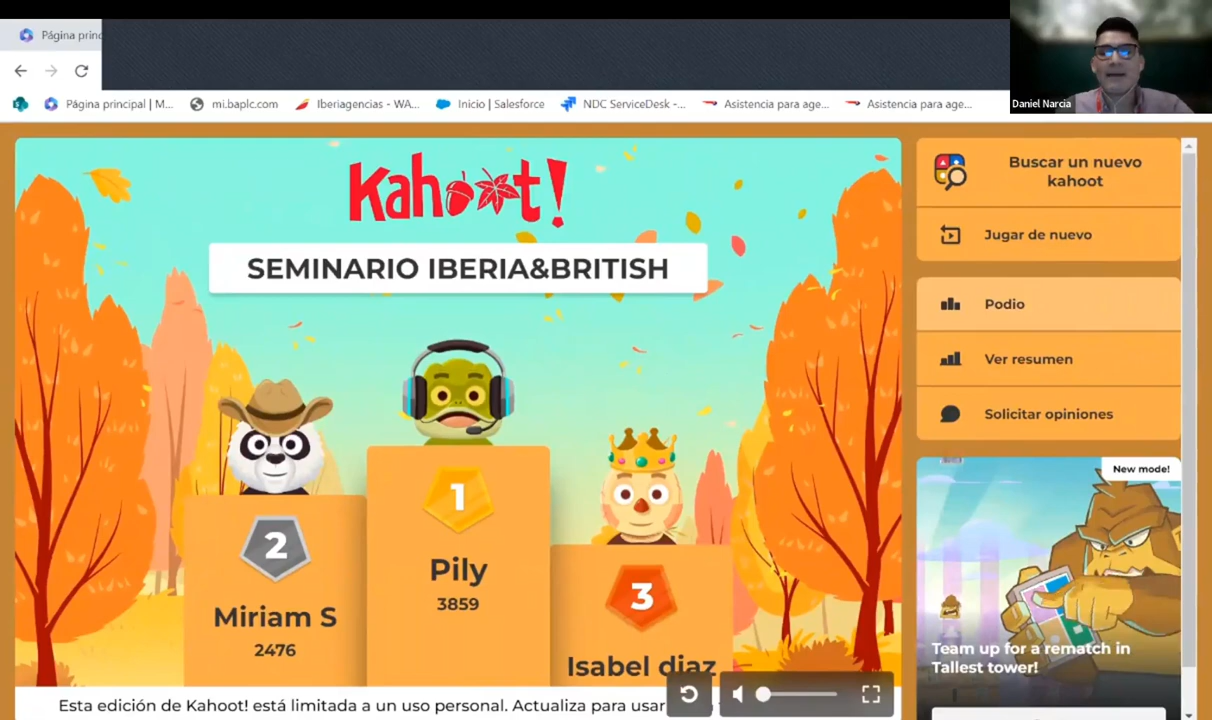 Página princ
Página principal | M...
mi.baplc.com
Iberiagencias - WA...
Inicio | Salesforce
NDC ServiceDesk -...
Asistencia para age...
Asistencia para age...
Daniel Narcia
Kahoot!
SEMINARIO IBERIA&BRITISH
1
Pily
3859
2
Miriam S
2476
3
Isabel diaz
Esta edición de Kahoot! está limitada a un uso personal. Actualiza para usar
Buscar un nuevo
kahoot
Jugar de nuevo
Podio
Ver resumen
Solicitar opiniones
New mode!
Team up for a rematch in
Tallest tower!